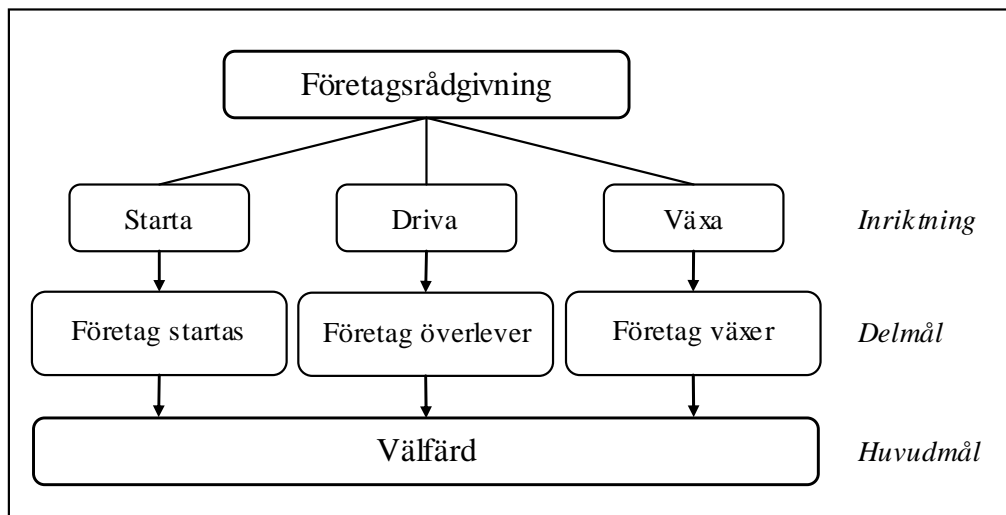 Företagsrådgivning
Starta
Driva
Växa
Inriktning
Företag startas
Företag överlever
Företag växer
Delmål
Välfärd
Huvudmål